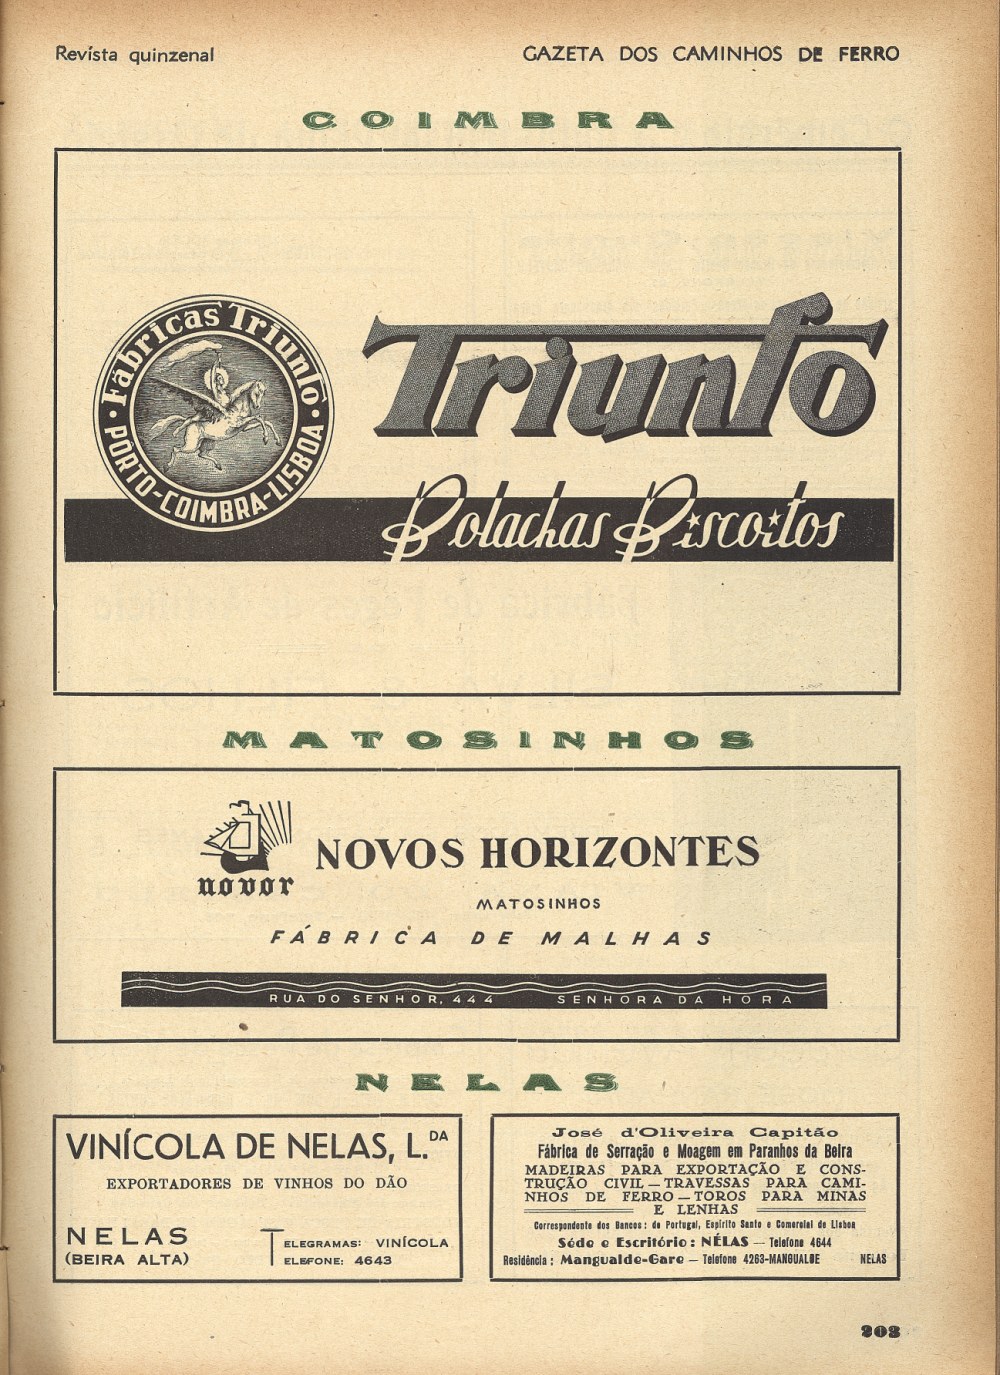 Revista quinzenal
GAZETA DOS CAMINHOS DE FERRO
COIMBRA
Fábricas Triunfo
PÔRTO-COIMBRA-LISBOA
Triunfo
Bolachas Biscoitos
MATOSINHOS
novor
NOVOS HORIZONTES
MATOSINHOS
FÁBRICA DE MALHAS
RUA DO SENHOR, 444 SENHORA DA HORA
NELAS
VINÍCOLA DE NELAS, L.DA
EXPORTADORES DE VINHOS DO DÃO
NELAS
(BEIRA ALTA)
TELEGRAMAS: VINÍCOLA
TELEFONE: 4643
José d'Oliveira Capitão
Fábrica de Serração e Moagem em Paranhos da Beira
MADEIRAS PARA EXPORTAÇÃO E CONS-
TRUÇÃO CIVIL — TRAVESSAS PARA CAMI-
NHOS DE FERRO — TOROS PARA MINAS
E LENHAS
Correspondente dos Bancos: de Portugal, Espírito Santo e Comercial de Lisboa
Séde e Escritório: NÉLAS — Telefone 4644
Residência: Mangualde-Gare — Telefone 4263-MANGUALDE NELAS